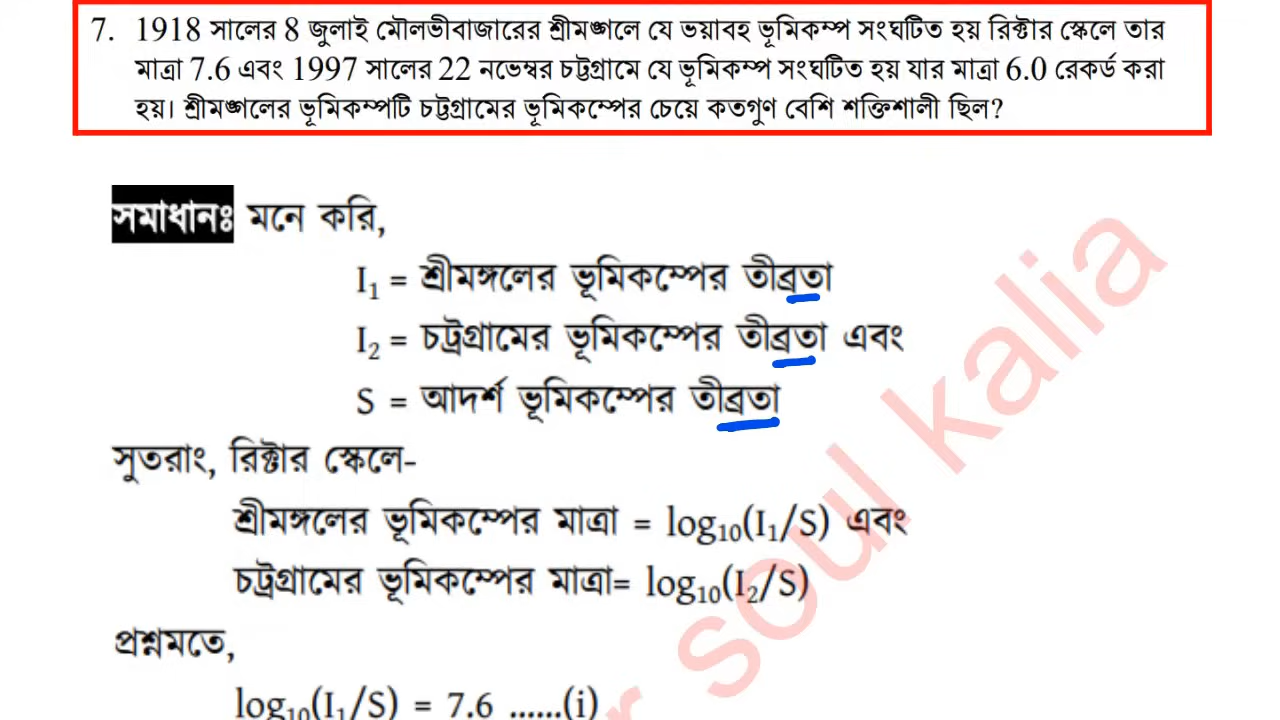 7. 1918 সালের 8 জুলাই মৌলভীবাজারের শ্রীমঙ্গলে যে ভয়াবহ ভূমিকম্প সংঘটিত হয় রিক্টার স্কেলে তার
মাত্রা 7.6 এবং 1997 সালের 22 নভেম্বর চট্টগ্রামে যে ভূমিকম্প সংঘটিত হয় যার মাত্রা 6.0 রেকর্ড করা
হয়। শ্রীমঙ্গলের ভূমিকম্পটি চট্টগ্রামের ভূমিকম্পের চেয়ে কতগুণ বেশি শক্তিশালী ছিল?
সমাধানঃ মনে করি,
I₁ = শ্রীমঙ্গলের ভূমিকম্পের তীব্রতা
I₂ = চট্রগ্রামের ভূমিকম্পের তীব্রতা এবং
S = আদর্শ ভূমিকম্পের তীব্রতা
সুতরাং, রিক্টার স্কেলে-
শ্রীমঙ্গলের ভূমিকম্পের মাত্রা = log₁₀(I₁/S) এবং
চট্রগ্রামের ভূমিকম্পের মাত্রা= log₁₀(I₂/S)
প্রশ্নমতে,
log₁₀(I₁/S) = 7.6 ......(i)
soul kalia